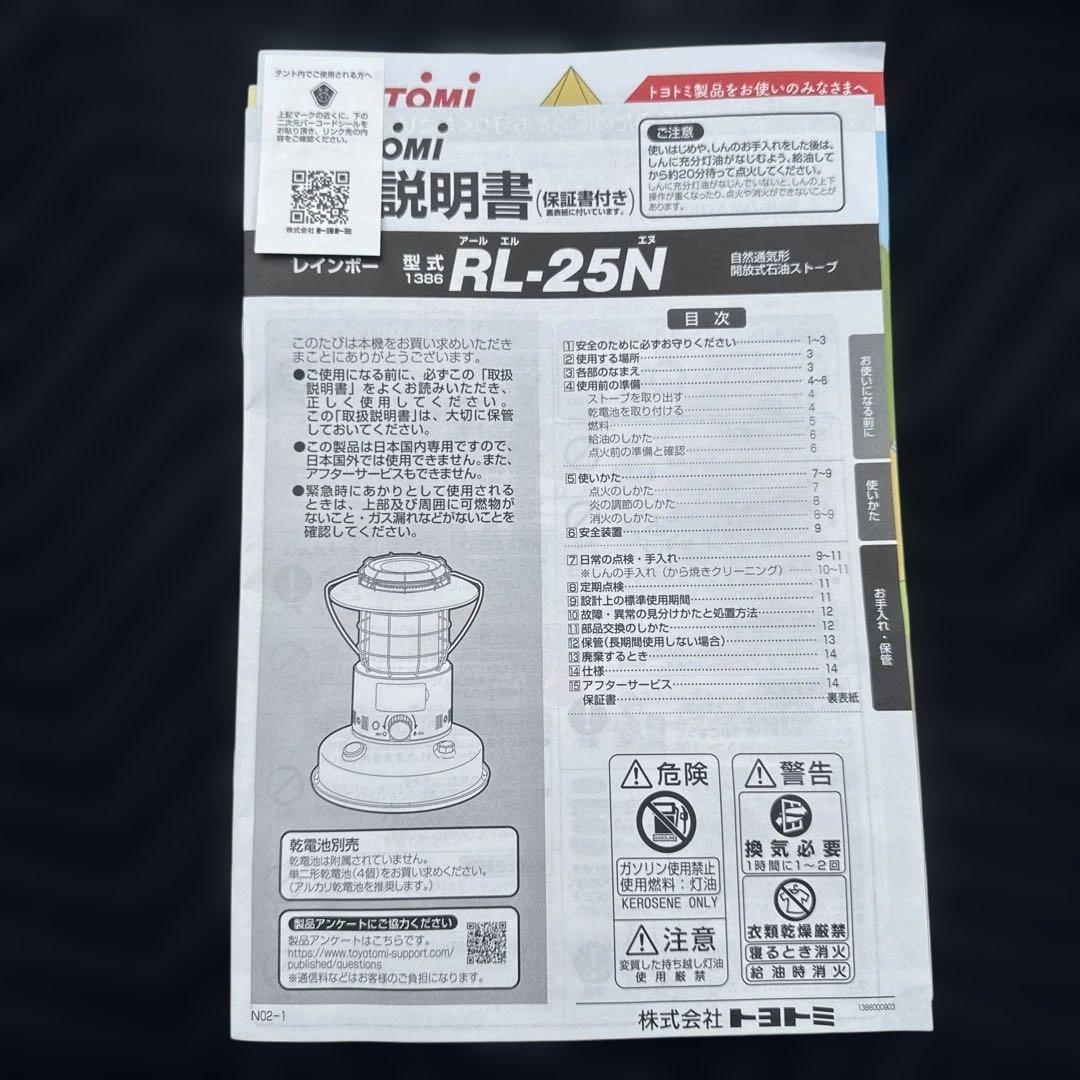 テント内でご使用される方へ
上記マークの近くに、下の
二次元バーコードシールを
お貼り頂き、リンク先の内
容をご確認ください。
株式会社トヨトミ
TOMI
トヨトミ製品をお使いのみなさまへ
OMI
説明書(保証書付き)
裏表紙に付いています。
ご注意
使いはじめや、しんのお手入れをした後は、
しんに充分灯油がなじむよう、給油して
から約20分待って点火してください。
しんに充分灯油がなじんでいないと、しんの上下
操作が重くなったり、点火や消火ができないことが
あります。
レインボー
型式
1386
アール エル エヌ
RL-25N
自然通気形
開放式石油ストーブ
このたびは本機をお買い求めいただき
まことにありがとうございます。
●ご使用になる前に、必ずこの「取扱
説明書」をよくお読みいただき、
正しく使用してください。
この「取扱説明書」は、大切に保管
しておいてください。
●この製品は日本国内専用ですので、
日本国外では使用できません。また、
アフターサービスもできません。
●緊急時にあかりとして使用される
ときは、上部及び周囲に可燃物が
ないこと・ガス漏れなどがないことを
確認してください。
乾電池別売
乾電池は附属されていません。
単二形乾電池(4個)をお買い求めください。
(アルカリ乾電池を推奨します。)
製品アンケートにご協力ください
製品アンケートはこちらです。
https://www.toyotomi-support.com/
published/questions
※通信料などはお客様のご負担になります。
N02-1
目次
1 安全のために必ずお守りください 1~3
2 使用する場所 3
3 各部のなまえ 3
4 使用前の準備 4~6
ストーブを取り出す 4
乾電池を取り付ける 4
燃料 5
給油のしかた 6
点火前の準備と確認 6
5 使いかた 7~9
点火のしかた 7
炎の調節のしかた 8
消火のしかた 8~9
6 安全装置 9
7 日常の点検・手入れ 9~11
※しんの手入れ(から焼きクリーニング) 10~11
8 定期点検 11
9 設計上の標準使用期間 11
10 故障・異常の見分けかたと処置方法 12
11 部品交換のしかた 12
12 保管(長期間使用しない場合) 13
13 廃棄するとき 14
14 仕様 14
15 アフターサービス 14
保証書 裏表紙
お使いになる前に
使いかた
お手入れ・保管
危険
GASOLINE
ガソリン使用禁止
使用燃料:灯油
KEROSENE ONLY
注意
変質した持ち越し灯油
使用厳禁
警告
換気必要
1時間に1~2回
衣類乾燥厳禁
寝るとき消火
給油時消火
株式会社トヨトミ
1386000903